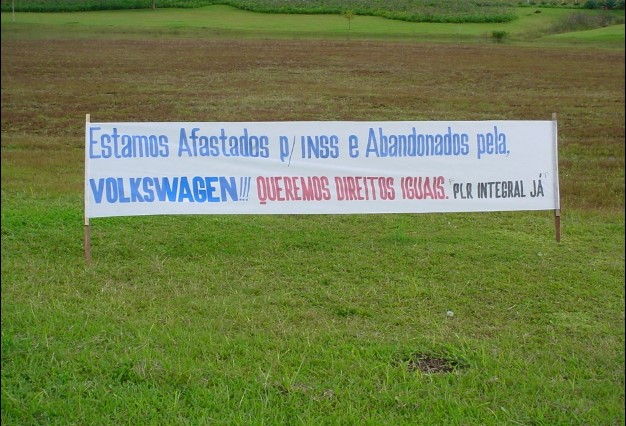 Estamos Afastados p/ INSS e Abandonados pela,
VOLKSWAGEN!!! QUEREMOS DIREITOS IGUAIS. "PLR INTEGRAL JÁ"